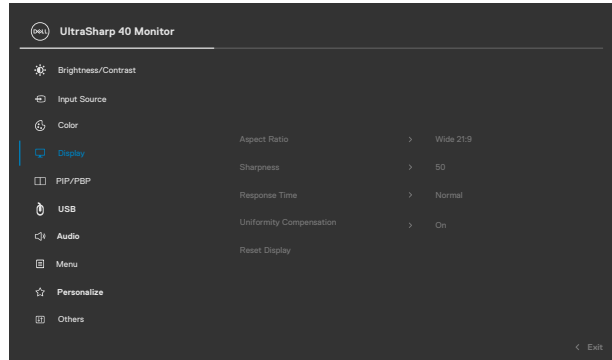 DELL UltraSharp 40 Monitor
Brightness/Contrast
Input Source
Color
Aspect Ratio > Wide 21:9
Display
Sharpness > 50
PIP/PBP
Response Time > Normal
USB
Uniformity Compensation > On
Audio
Reset Display
Menu
Personalize
Others
< Exit